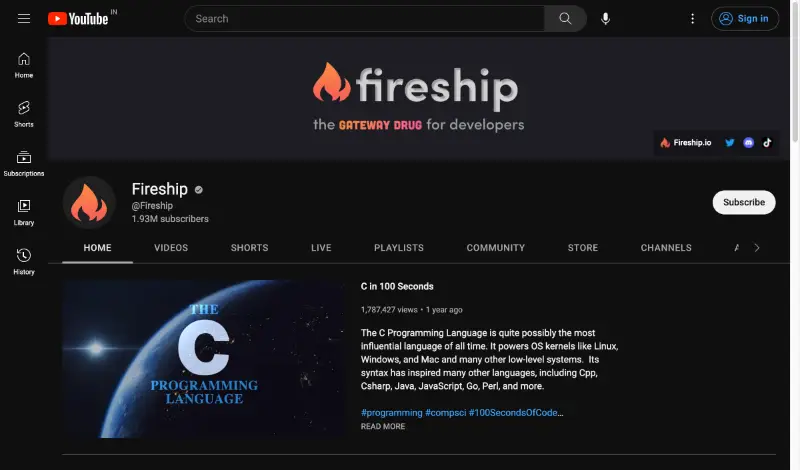 YouTube IN
Search
Sign in
Home
Shorts
Subscriptions
Library
History
fireship
the GATEWAY DRUG for developers
Fireship.io
Fireship
@Fireship
1.93M subscribers
Subscribe
HOME VIDEOS SHORTS LIVE PLAYLISTS COMMUNITY STORE CHANNELS A
THE
C
PROGRAMMING
LANGUAGE
C in 100 Seconds
1,787,427 views • 1 year ago
The C Programming Language is quite possibly the most
influential language of all time. It powers OS kernels like Linux,
Windows, and Mac and many other low-level systems.  Its
syntax has inspired many other languages, including Cpp,
Csharp, Java, JavaScript, Go, Perl, and more.
#programming #compsci #100SecondsOfCode...
READ MORE